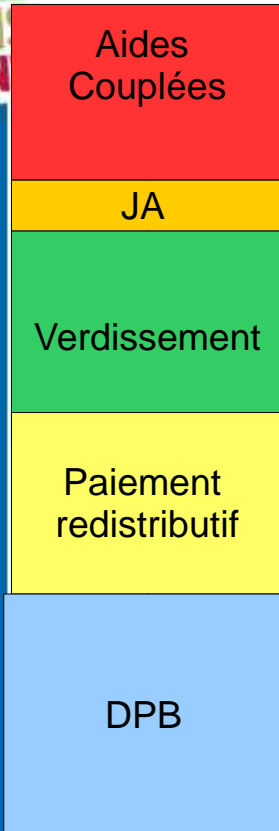 Aides
Couplées
JA
Verdissement
Paiement
redistributif
DPB